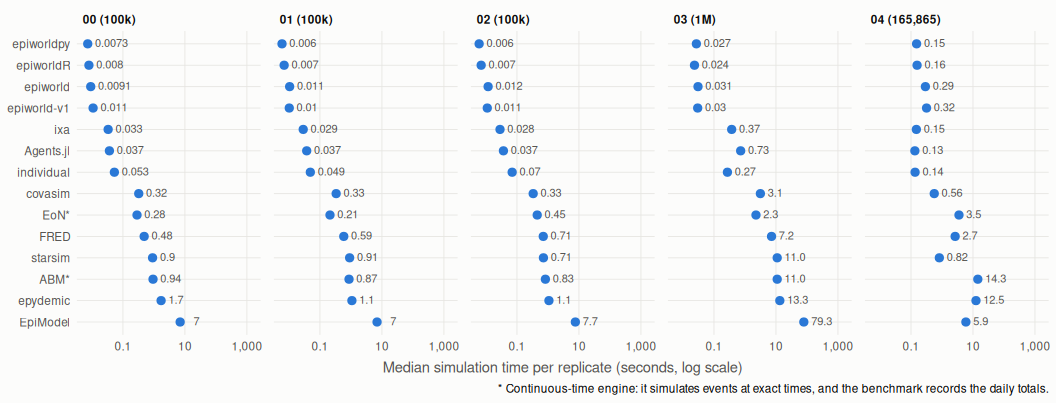 00 (100k) 01 (100k) 02 (100k) 03 (1M) 04 (165,865)
epiworldpy 0.0073 0.006 0.006 0.027 0.15
epiworldR 0.008 0.007 0.007 0.024 0.16
epiworld 0.0091 0.011 0.012 0.031 0.29
epiworld-v1 0.011 0.01 0.011 0.03 0.32
ixa 0.033 0.029 0.028 0.37 0.15
Agents.jl 0.037 0.037 0.037 0.73 0.13
individual 0.053 0.049 0.07 0.27 0.14
covasim 0.32 0.33 0.33 3.1 0.56
EoN* 0.28 0.21 0.45 2.3 3.5
FRED 0.48 0.59 0.71 7.2 2.7
starsim 0.9 0.91 0.71 11.0 0.82
ABM* 0.94 0.87 0.83 11.0 14.3
epydemic 1.7 1.1 1.1 13.3 12.5
EpiModel 7 7 7.7 79.3 5.9
0.1 10 1,000 0.1 10 1,000 0.1 10 1,000 0.1 10 1,000 0.1 10 1,000
Median simulation time per replicate (seconds, log scale)
* Continuous-time engine: it simulates events at exact times, and the benchmark records the daily totals.